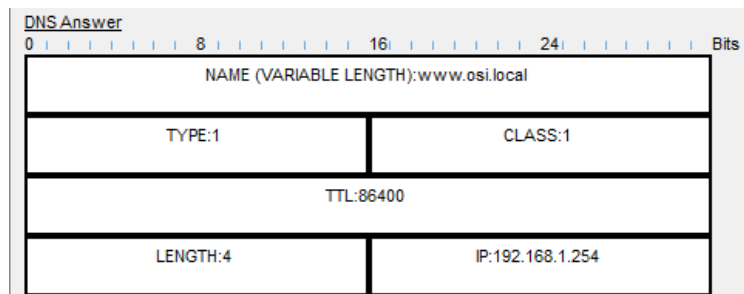 DNS Answer
0 8 16 24 Bits
NAME (VARIABLE LENGTH):www.osi.local
TYPE:1 CLASS:1
TTL:86400
LENGTH:4 IP:192.168.1.254